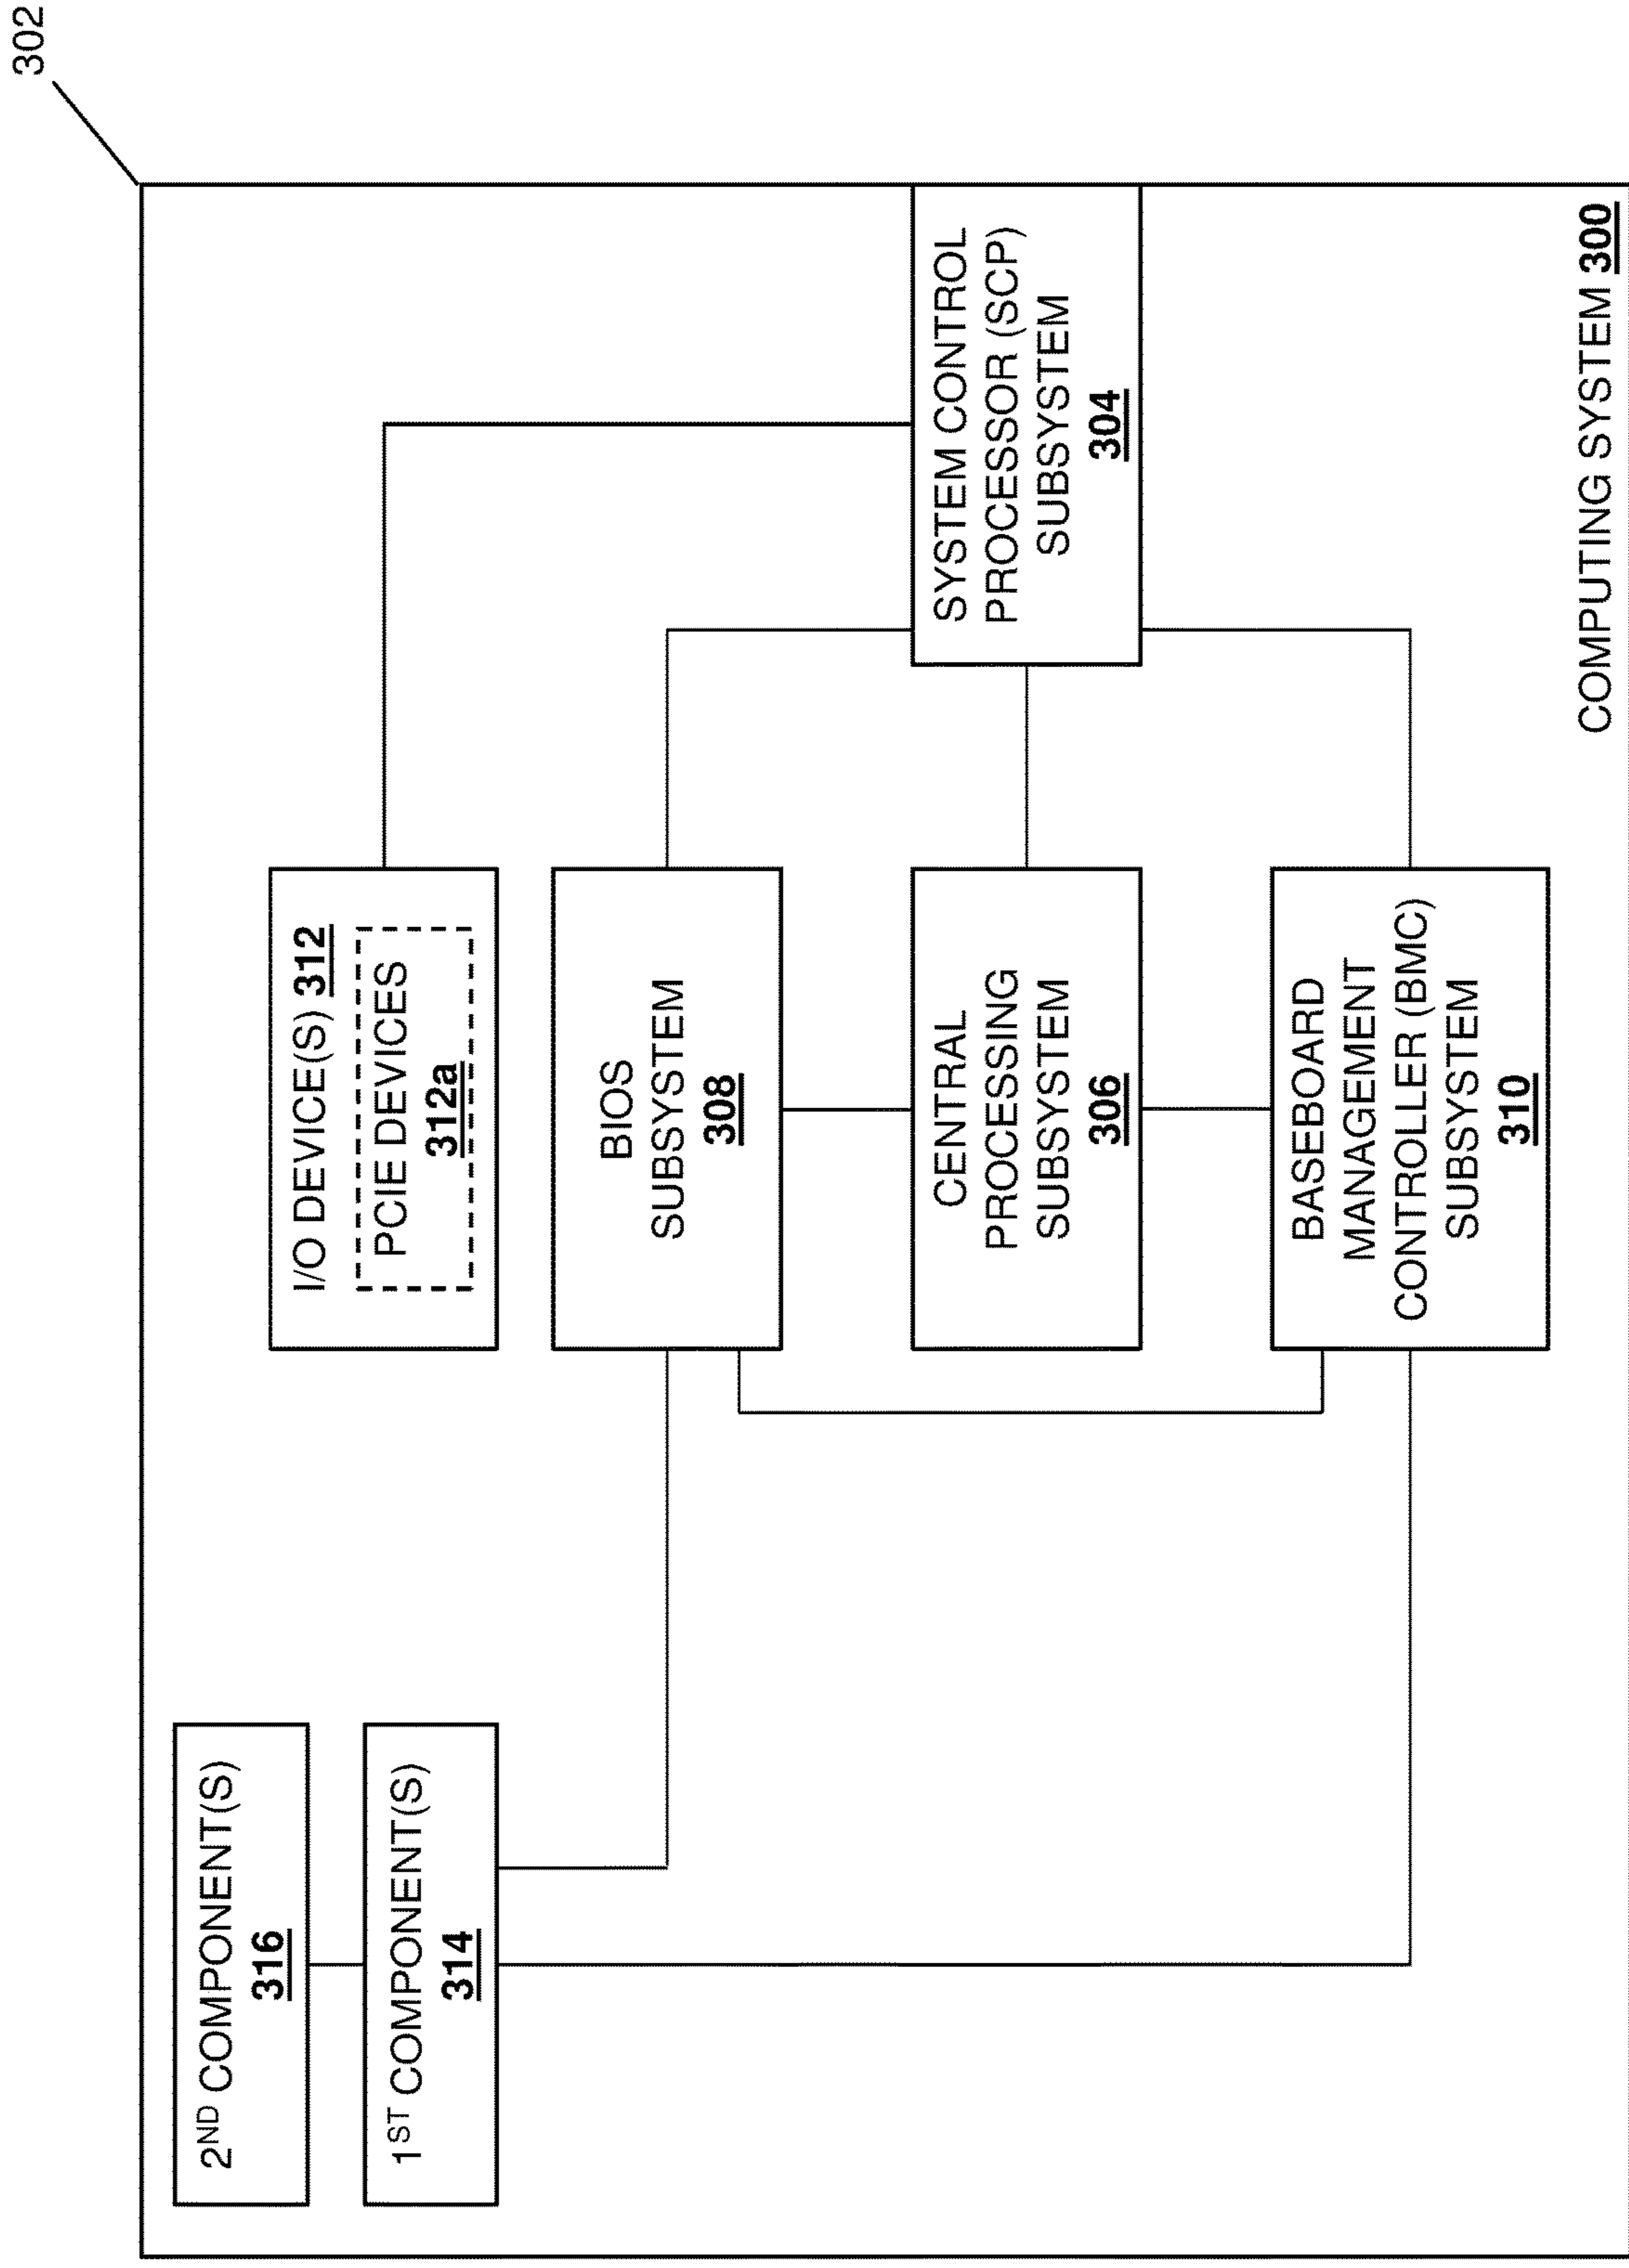 302
2ND COMPONENT(S)
316
1ST COMPONENT(S)
314
I/O DEVICE(S) 312
PCIE DEVICES
312a
BIOS
SUBSYSTEM
308
CENTRAL
PROCESSING
SUBSYSTEM
306
BASEBOARD
MANAGEMENT
CONTROLLER (BMC)
SUBSYSTEM
310
SYSTEM CONTROL
PROCESSOR (SCP)
SUBSYSTEM
304
COMPUTING SYSTEM 300